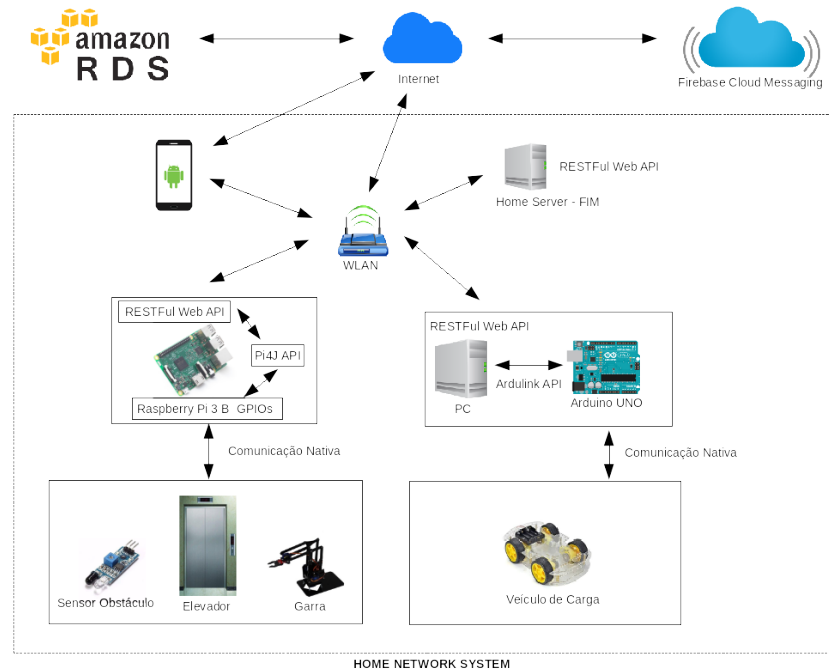 amazon
RDS
Internet
Firebase Cloud Messaging
RESTFul Web API
Home Server - FIM
WLAN
RESTFul Web API
Pi4J API
Raspberry Pi 3 B GPIOs
RESTFul Web API
Ardulink API
PC
Arduino UNO
Comunicação Nativa
Comunicação Nativa
Sensor Obstáculo
Elevador
Garra
Veículo de Carga
HOME NETWORK SYSTEM